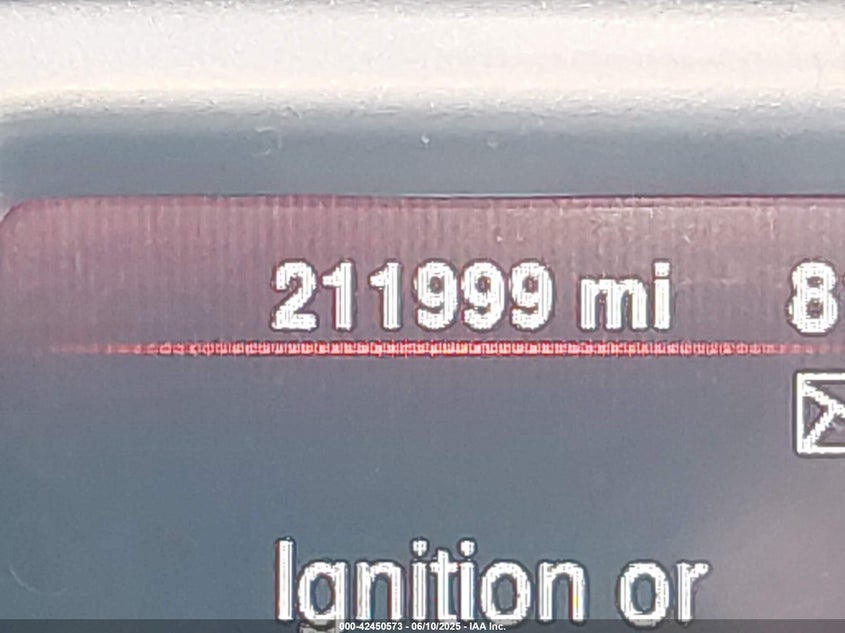 211999 mi
Ignition or
000-42450573 - 06/10/2025 - IAA Inc.